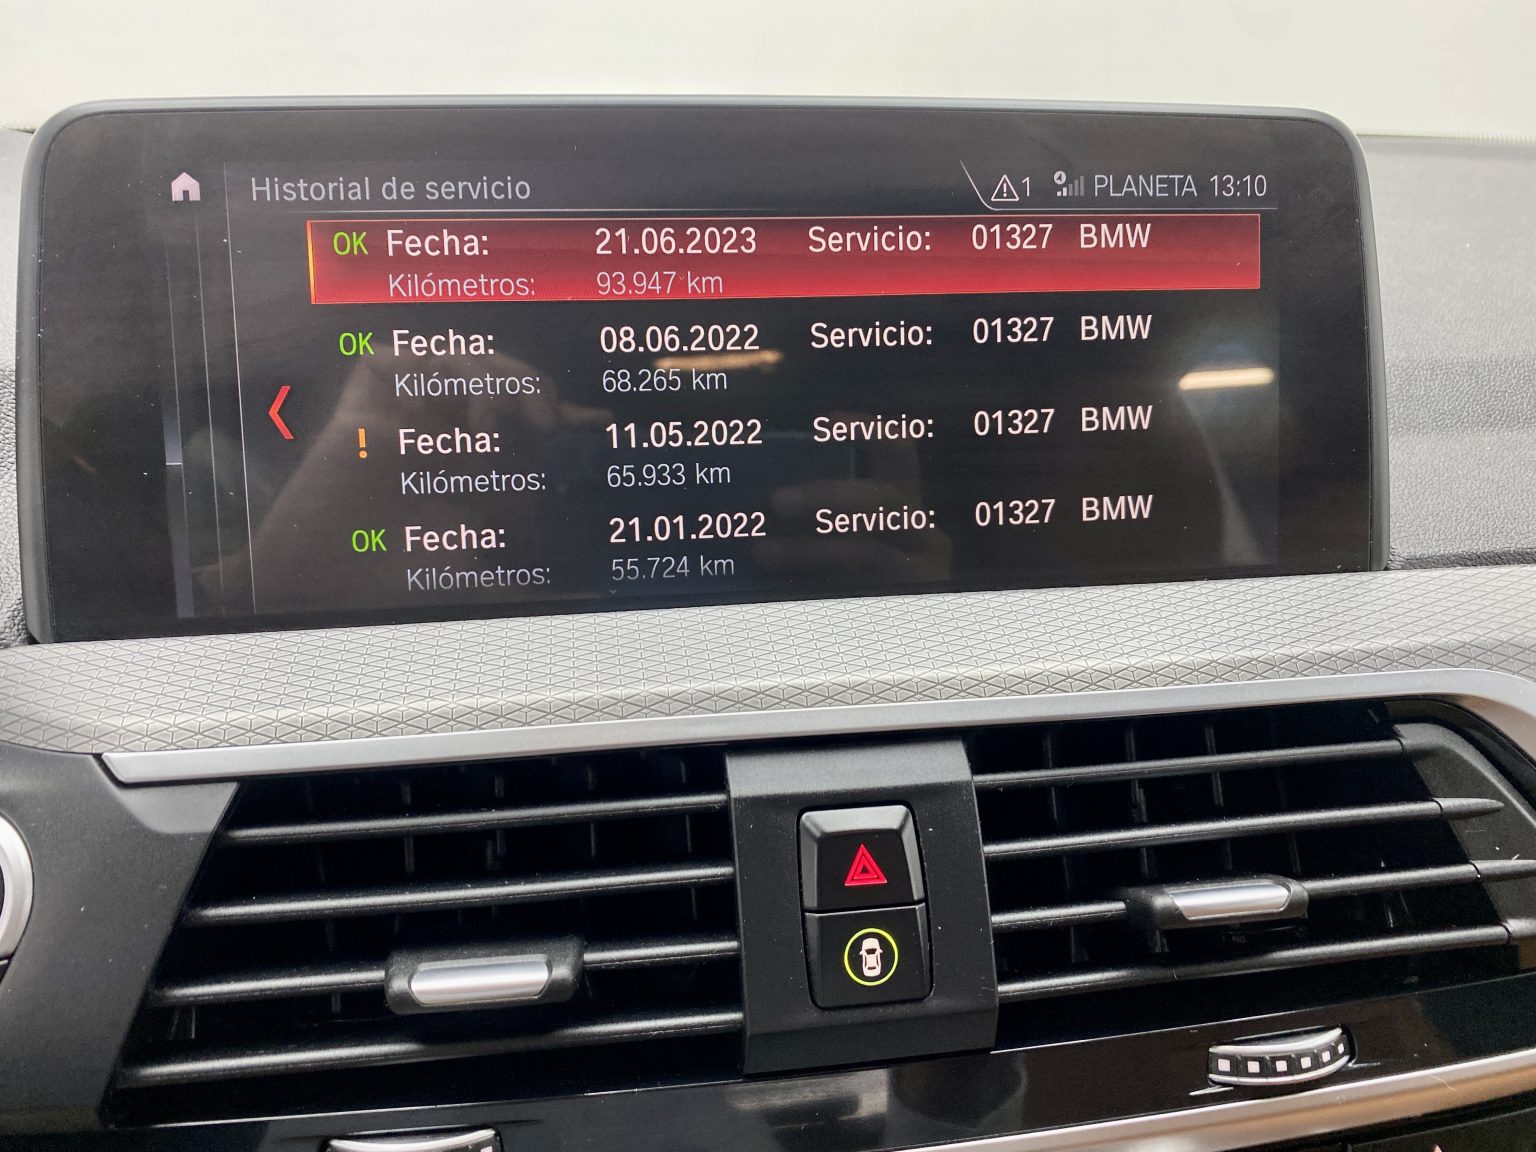 Historial de servicio 1 PLANETA 13:10
OK Fecha: 21.06.2023 Servicio: 01327 BMW
Kilómetros: 93.947 km
OK Fecha: 08.06.2022 Servicio: 01327 BMW
Kilómetros: 68.265 km
! Fecha: 11.05.2022 Servicio: 01327 BMW
Kilómetros: 65.933 km
OK Fecha: 21.01.2022 Servicio: 01327 BMW
Kilómetros: 55.724 km